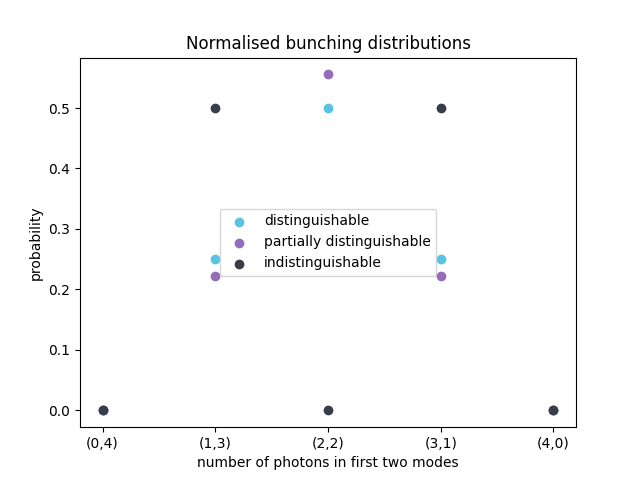 Normalised bunching distributions
probability
0.5
0.4
0.3
0.2
0.1
0.0
distinguishable
partially distinguishable
indistinguishable
(0,4) (1,3) (2,2) (3,1) (4,0)
number of photons in first two modes